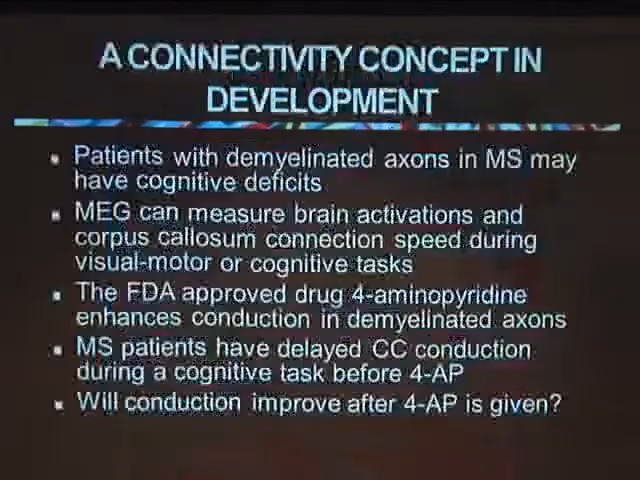 A CONNECTIVITY CONCEPT IN
DEVELOPMENT
▪ Patients with demyelinated axons in MS may
have cognitive deficits
▪ MEG can measure brain activations and
corpus callosum connection speed during
visual-motor or cognitive tasks
▪ The FDA approved drug 4-aminopyridine
enhances conduction in demyelinated axons
▪ MS patients have delayed CC conduction
during a cognitive task before 4-AP
▪ Will conduction improve after 4-AP is given?